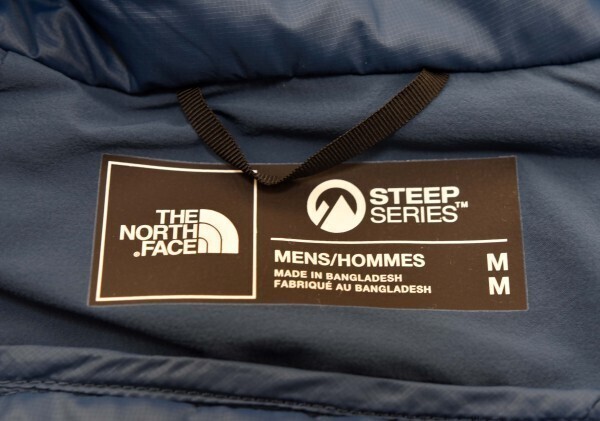 THE
NORTH
FACE
STEEP
SERIES™
MENS/HOMMES M
MADE IN BANGLADESH
FABRIQUÉ AU BANGLADESH M